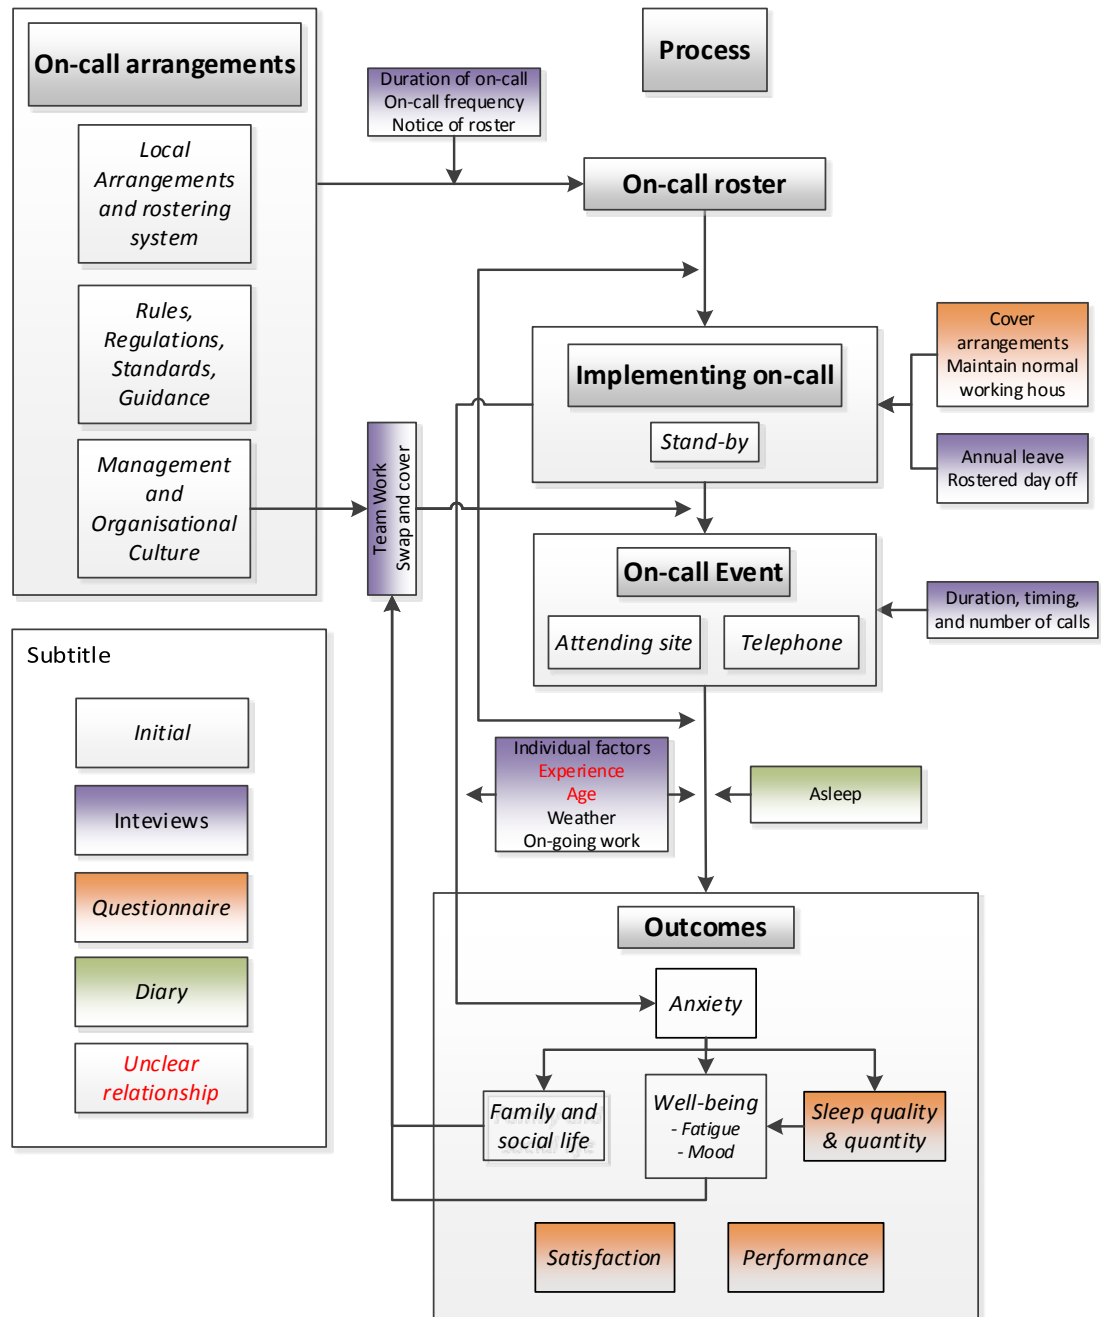 On-call arrangements
Local
Arrangements
and rostering
system
Rules,
Regulations,
Standards,
Guidance
Management
and
Organisational
Culture
Process
Duration of on-call
On-call frequency
Notice of roster
On-call roster
Implementing on-call
Stand-by
Cover
arrangements
Maintain normal
working hous
Annual leave
Rostered day off
Team Work
Swap and cover
On-call Event
Attending site
Telephone
Duration, timing,
and number of calls
Individual factors
Experience
Age
Weather
On-going work
Asleep
Outcomes
Anxiety
Family and
social life
Well-being
- Fatigue
- Mood
Sleep quality
& quantity
Satisfaction
Performance
Subtitle
Initial
Inteviews
Questionnaire
Diary
Unclear
relationship